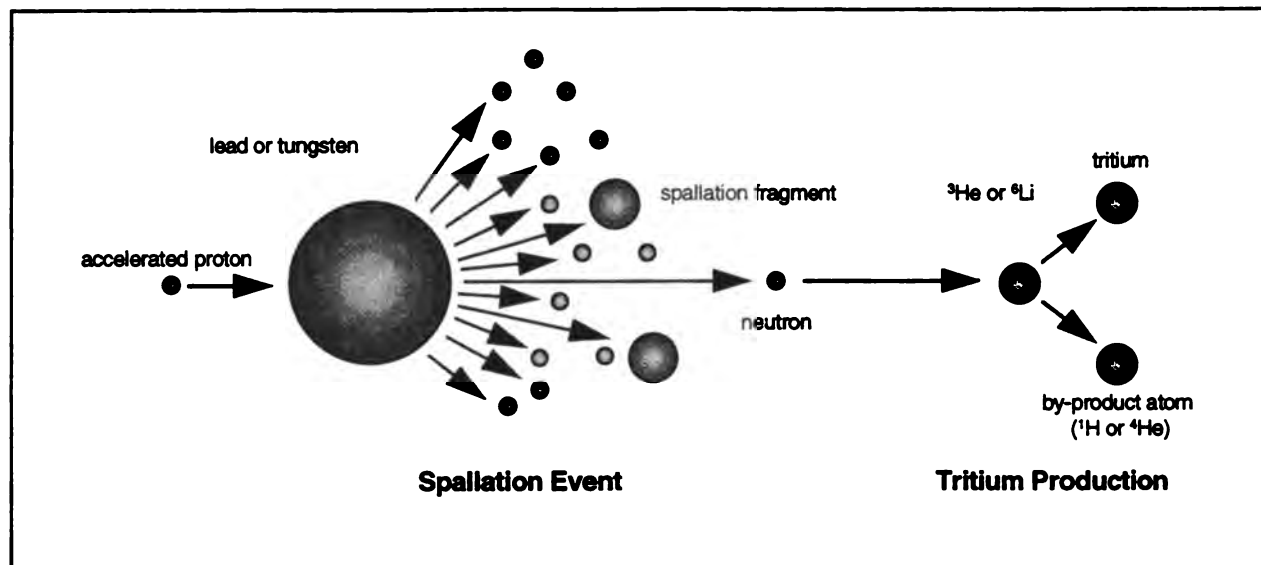 lead or tungsten
accelerated proton
spallation fragment
neutron
³He or ⁶Li
tritium
by-product atom
(¹H or ⁴He)
Spallation Event
Tritium Production